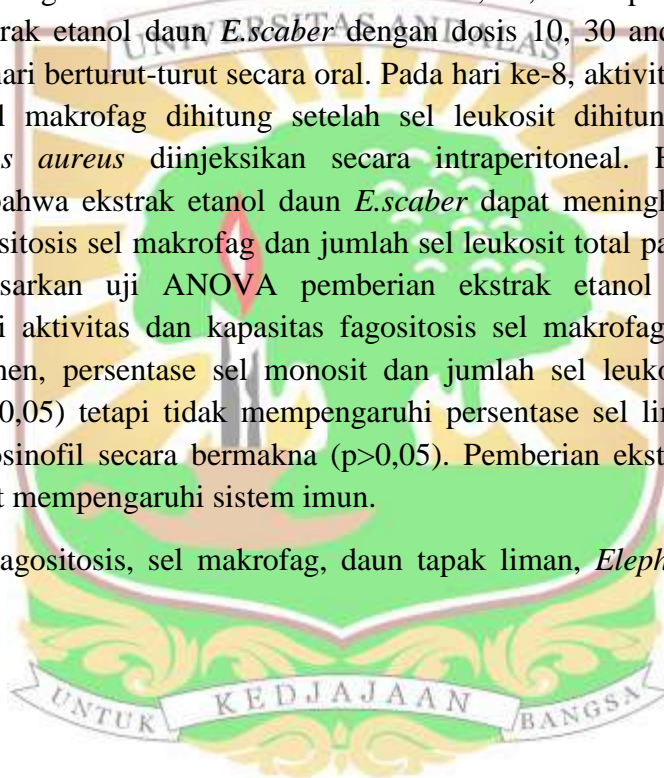 UNIVERSITAS ANDALAS
trak etanol daun E.scaber dengan dosis 10, 30 and
hari berturut-turut secara oral. Pada hari ke-8, aktivit
l makrofag dihitung setelah sel leukosit dihitun
s aureus diinjeksikan secara intraperitoneal. H
bahwa ekstrak etanol daun E.scaber dapat meningk
sitosis sel makrofag dan jumlah sel leukosit total pa
sarkan uji ANOVA pemberian ekstrak etanol
i aktivitas dan kapasitas fagositosis sel makrofag
nen, persentase sel monosit dan jumlah sel leuko
0,05) tetapi tidak mempengaruhi persentase sel lin
osinofil secara bermakna (p>0,05). Pemberian ekst
t mempengaruhi sistem imun.
agositosis, sel makrofag, daun tapak liman, Eleph
UNTUK KEDJAJAAN BANGSA